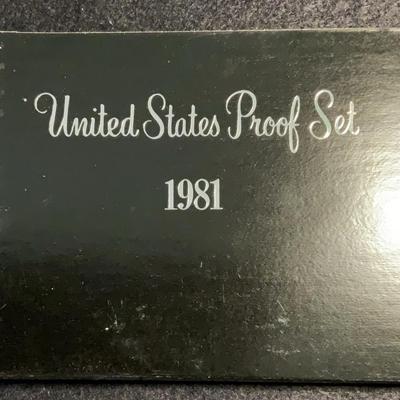 United States Proof Set
1981